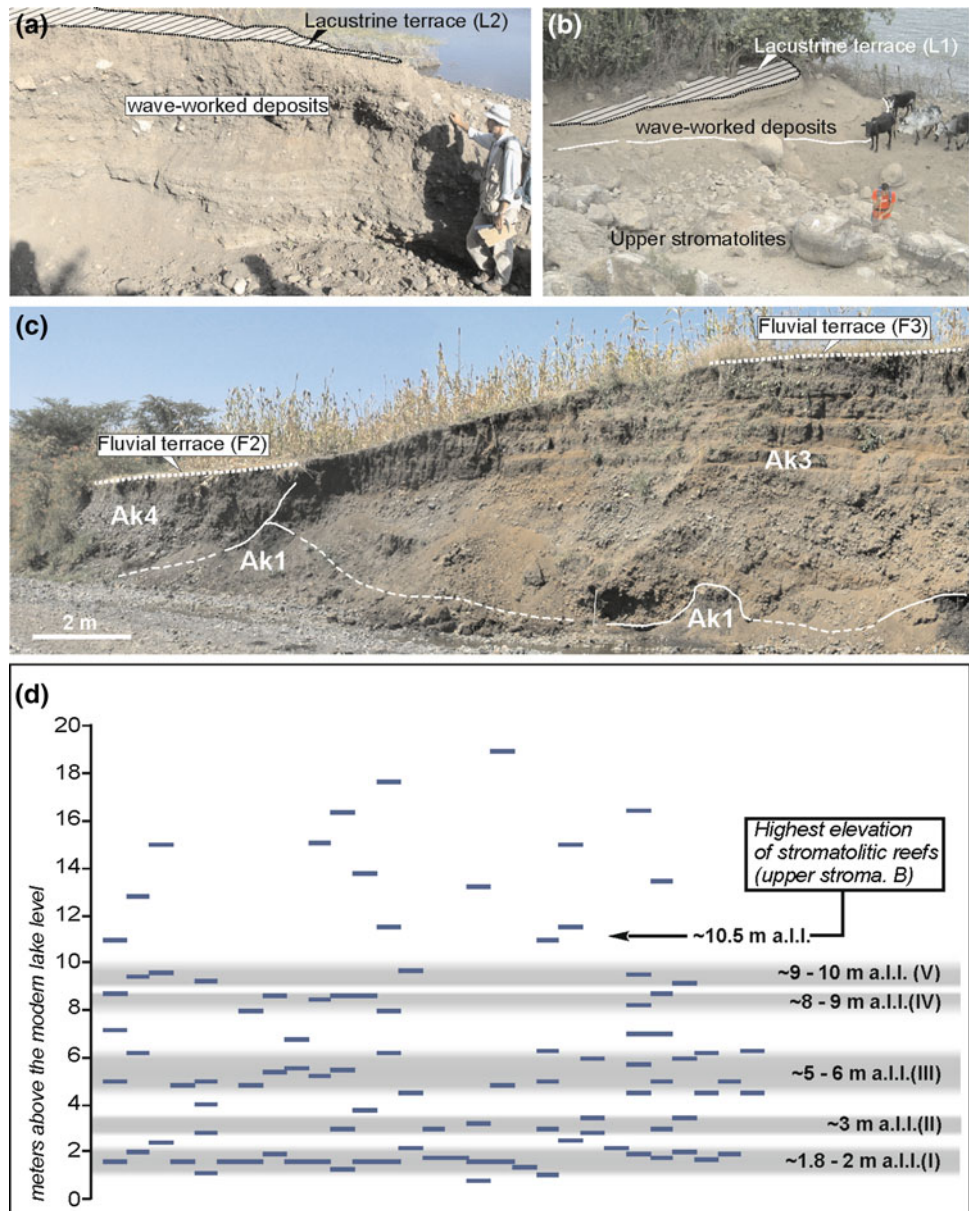 (a)
Lacustrine terrace (L2)
wave-worked deposits
(b)
Lacustrine terrace (L1)
wave-worked deposits
Upper stromatolites
(c)
Fluvial terrace (F3)
Fluvial terrace (F2)
Ak3
Ak4
Ak1
Ak1
2 m
(d)
meters above the modern lake level
20
18
16
14
12
10
8
6
4
2
0
Highest elevation
of stromatolitic reefs
(upper stroma. B)
~10.5 m a.l.l.
~9 - 10 m a.l.l. (V)
~8 - 9 m a.l.l.(IV)
~5 - 6 m a.l.l.(III)
~3 m a.l.l.(II)
~1.8 - 2 m a.l.l.(I)